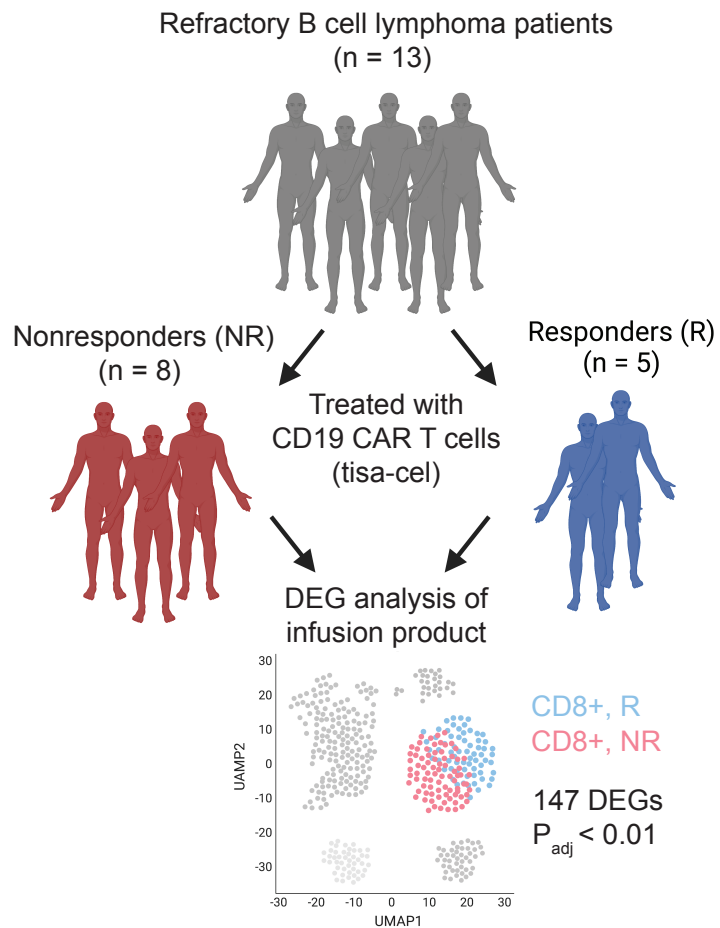 Refractory B cell lymphoma patients
(n = 13)
Nonresponders (NR)
(n = 8)
Responders (R)
(n = 5)
Treated with
CD19 CAR T cells
(tisa-cel)
DEG analysis of
infusion product
30
20
10
0
-10
-20
-30
UAMP2
-30
-20
-10
0
10
20
30
UMAP1
CD8+, R
CD8+, NR
147 DEGs
Padj < 0.01